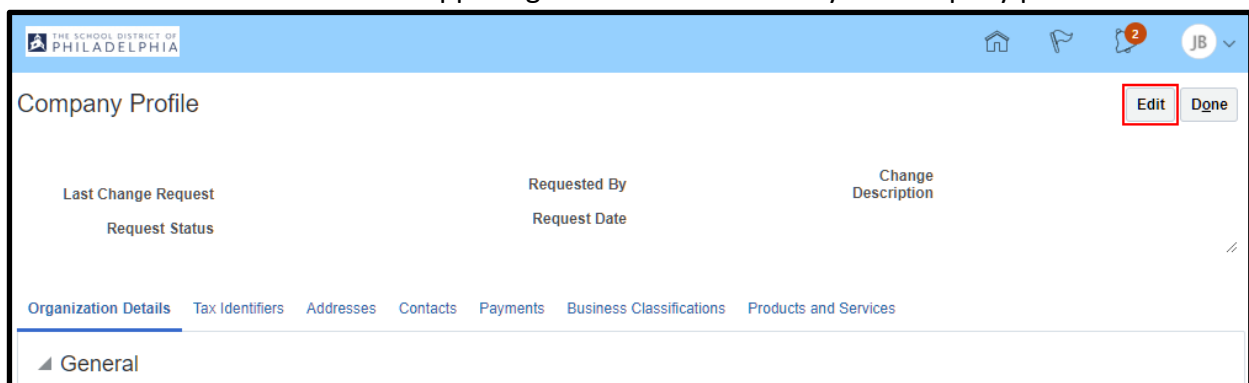 THE SCHOOL DISTRICT OF
PHILADELPHIA
2
JB
Company Profile
Edit Done
Last Change Request Requested By Change Description
Request Status Request Date
Organization Details Tax Identifiers Addresses Contacts Payments Business Classifications Products and Services
General